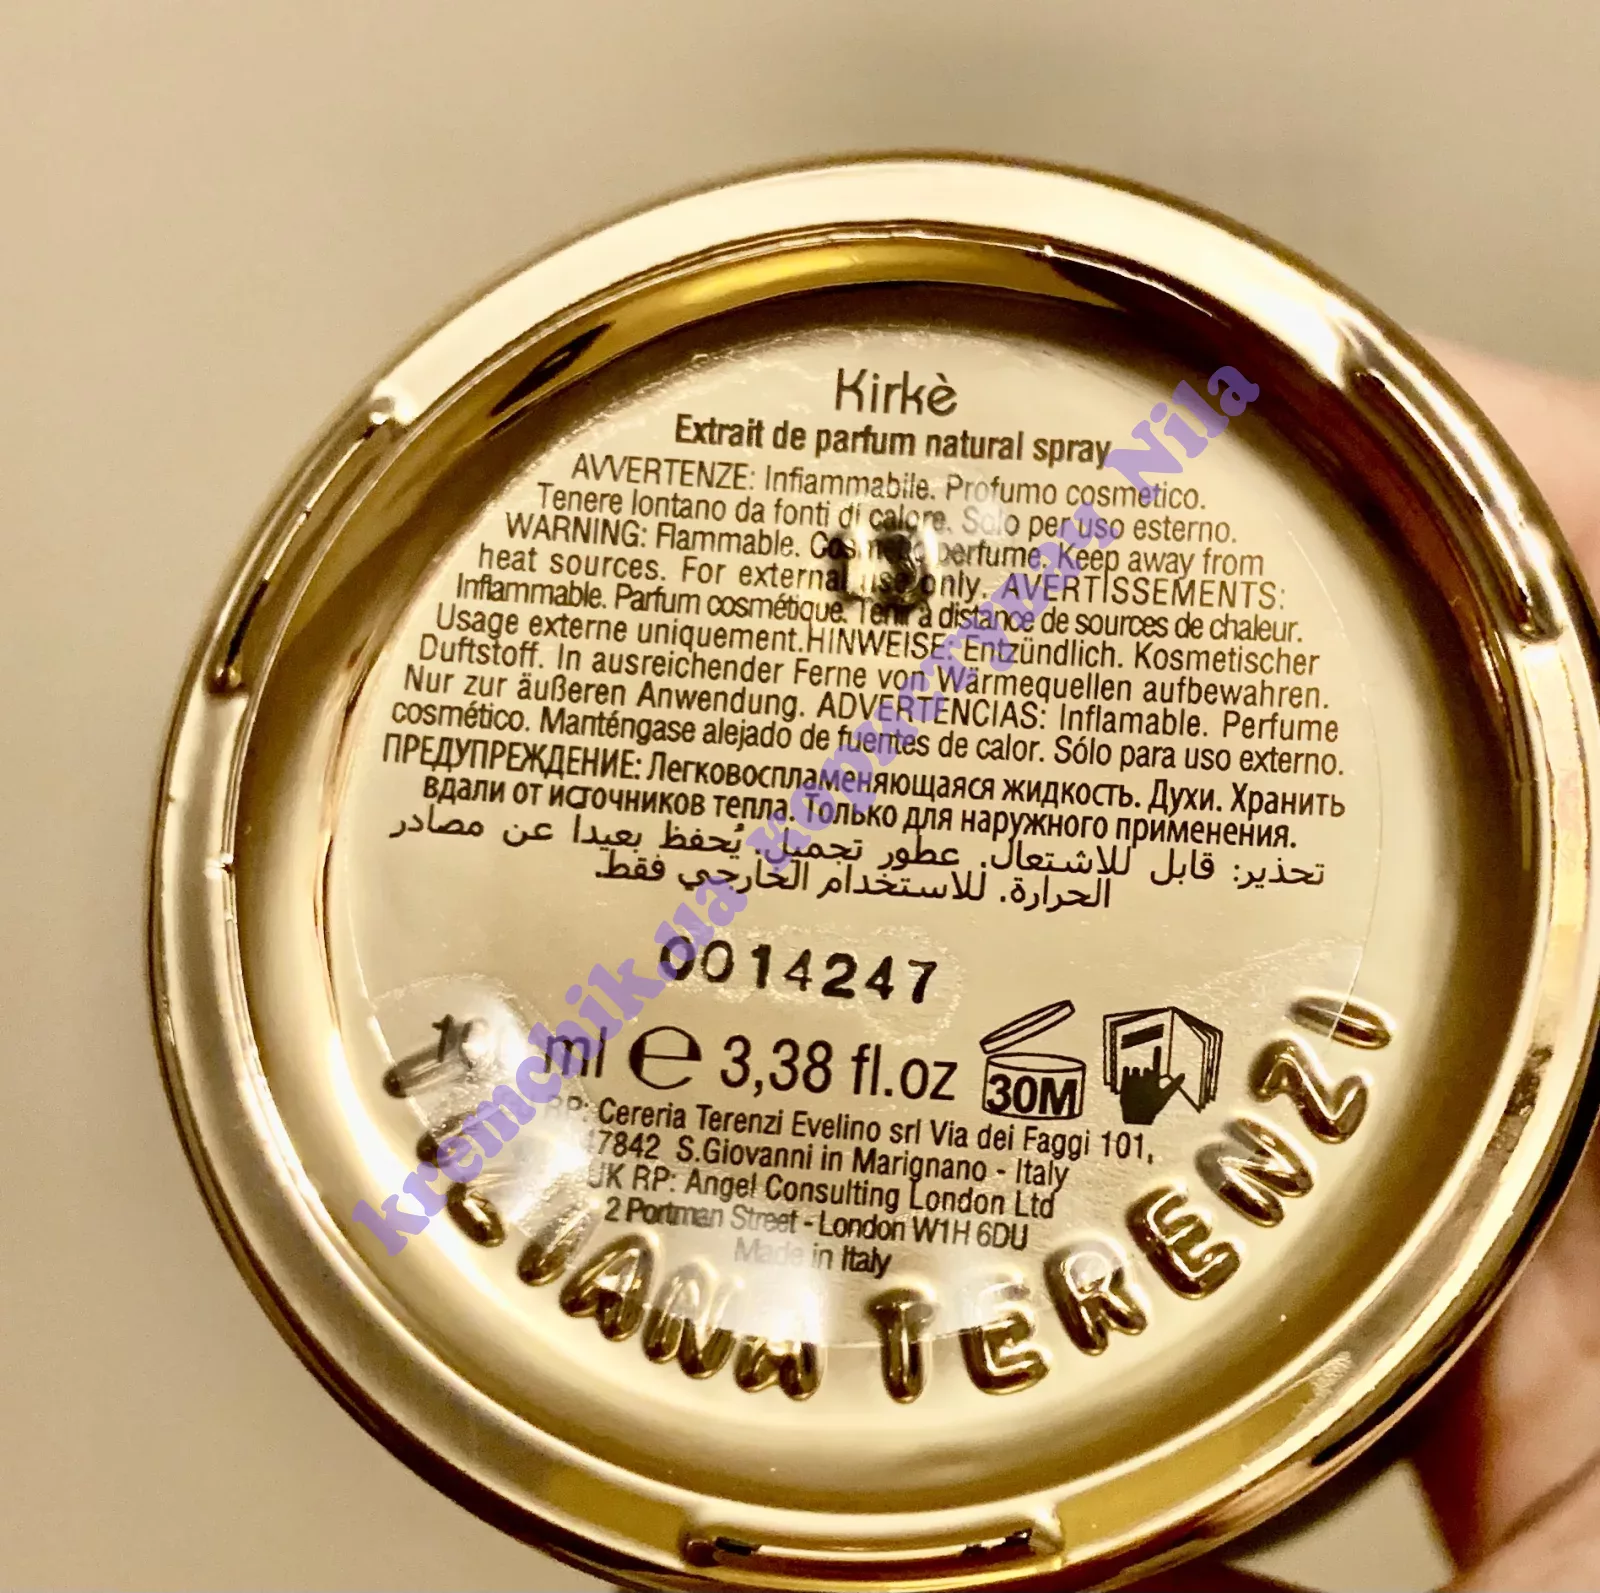 Kirkè
Extrait de parfum natural spray
AVVERTENZE: Infiammabile. Profumo cosmetico.
Tenere lontano da fonti di calore. Solo per uso esterno.
WARNING: Flammable. Cosmetic perfume. Keep away from
heat sources. For external use only. AVERTISSEMENTS:
Inflammable. Parfum cosmétique. Tenir à distance de sources de chaleur.
Usage externe uniquement.HINWEISE: Entzündlich. Kosmetischer
Duftstoff. In ausreichender Ferne von Wärmequellen aufbewahren.
Nur zur äußeren Anwendung. ADVERTENCIAS: Inflamable. Perfume
cosmético. Manténgase alejado de fuentes de calor. Sólo para uso externo.
ПРЕДУПРЕЖДЕНИЕ: Легковоспламеняющаяся жидкость. Духи. Хранить
вдали от источников тепла. Только для наружного применения.
تحذير: قابل للاشتعال. عطور تجميل. يُحفظ بعيدا عن مصادر
الحرارة. للاستخدام الخارجي فقط.
0014247
100 ml e 3,38 fl.oz 30M
RP: Cereria Terenzi Evelino srl Via dei Faggi 101,
47842 S.Giovanni in Marignano - Italy
UK RP: Angel Consulting London Ltd
2 Portman Street - London W1H 6DU
Made in Italy
TIZIANA TERENZI
kremchik.ua користувач Nila